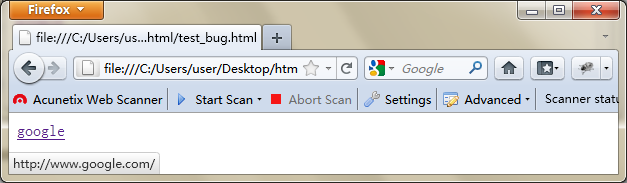 Firefox
file:///C:/Users/us...html/test_bug.html
file:///C:/Users/user/Desktop/htm
Google
Acunetix Web Scanner Start Scan Abort Scan Settings Advanced Scanner statu
google
http://www.google.com/